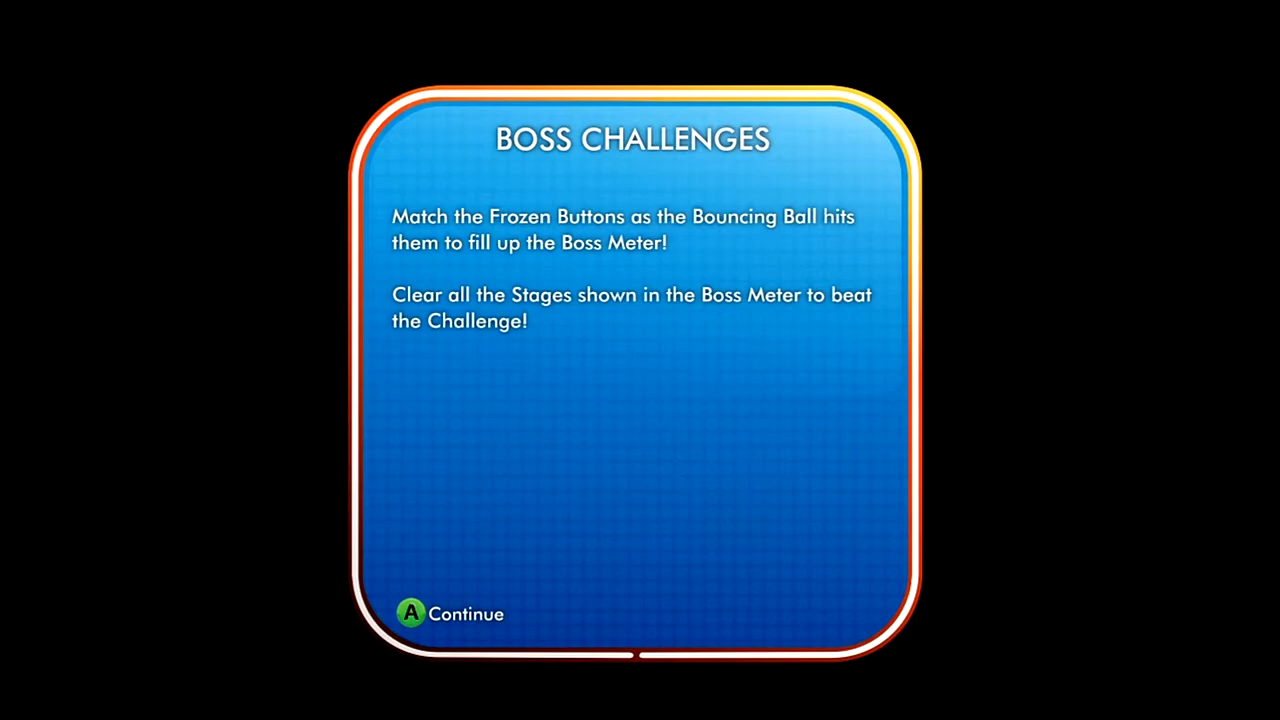 BOSS CHALLENGES
Match the Frozen Buttons as the Bouncing Ball hits
them to fill up the Boss Meter!
Clear all the Stages shown in the Boss Meter to beat
the Challenge!
A Continue